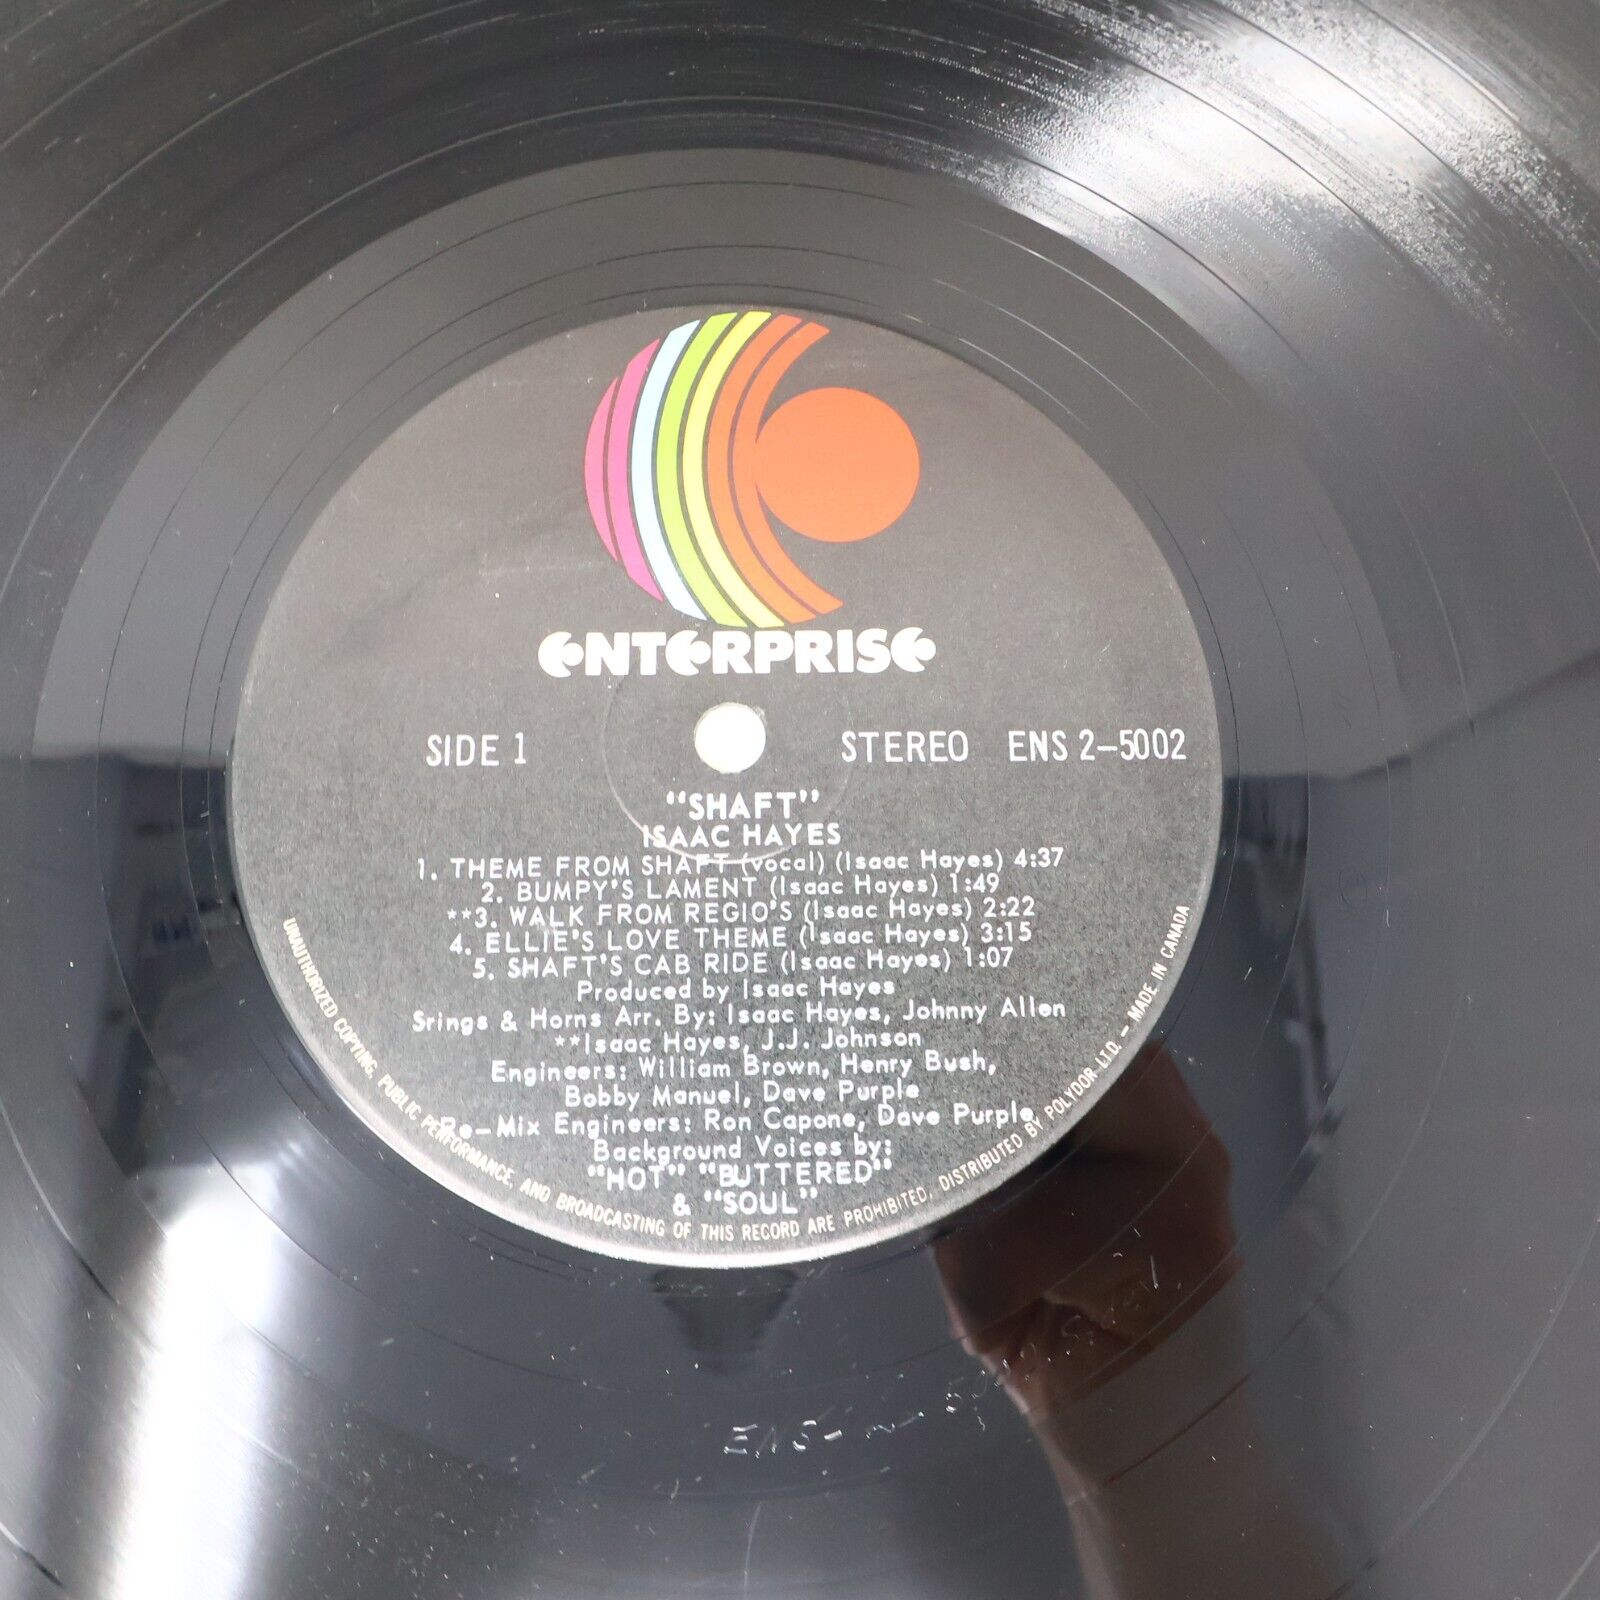 ENTERPRISE
SIDE 1
STEREO ENS 2-5002
"SHAFT"
ISAAC HAYES
1. THEME FROM SHAFT (vocal) (Isaac Hayes) 4:37
2. BUMPY'S LAMENT (Isaac Hayes) 1:49
**3. WALK FROM REGIO'S (Isaac Hayes) 2:22
4. ELLIE'S LOVE THEME (Isaac Hayes) 3:15
5. SHAFT'S CAB RIDE (Isaac Hayes) 1:07
Produced by Isaac Hayes
Srings & Horns Arr. By: Isaac Hayes, Johnny Allen
**Isaac Hayes, J.J. Johnson
Engineers: William Brown, Henry Bush,
Bobby Manuel, Dave Purple
Re-Mix Engineers: Ron Capone, Dave Purple,
Background Voices by:
"HOT" "BUTTERED"
& "SOUL"
UNAUTHORIZED COPYING, PUBLIC PERFORMANCE, AND BROADCASTING OF THIS RECORD ARE PROHIBITED, DISTRIBUTED BY POLYDOR LTD. – MADE IN CANADA
ENS-